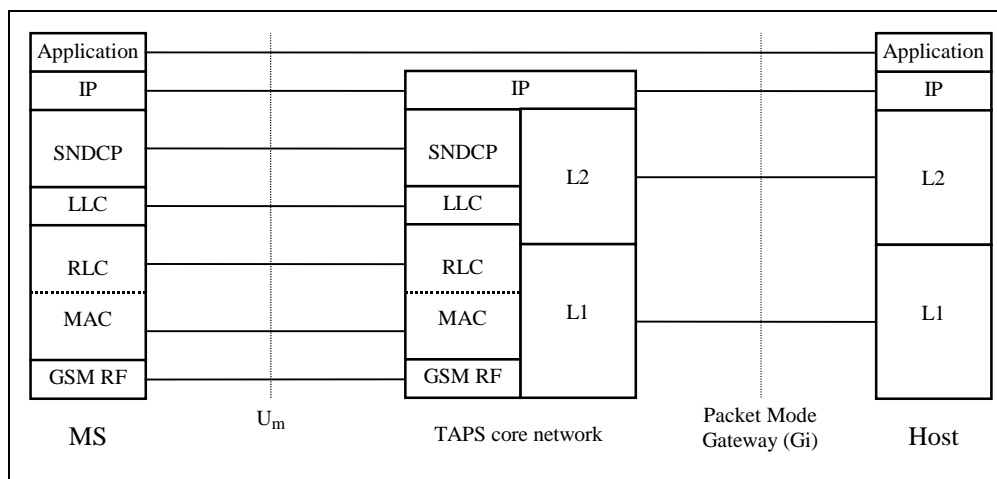 Application
Application
IP
IP
IP
SNDCP
SNDCP
L2
L2
LLC
LLC
RLC
RLC
MAC
MAC
L1
L1
GSM RF
GSM RF
Um
Packet Mode
Gateway (Gi)
MS
TAPS core network
Host